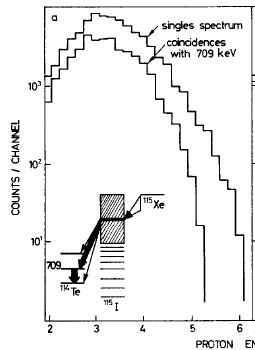 a
singles spectrum
coincidences
with 709 keV
COUNTS / CHANNEL
10³
10²
10¹
115Xe
709
114Te
115I
2 3 4 5 6
PROTON EN